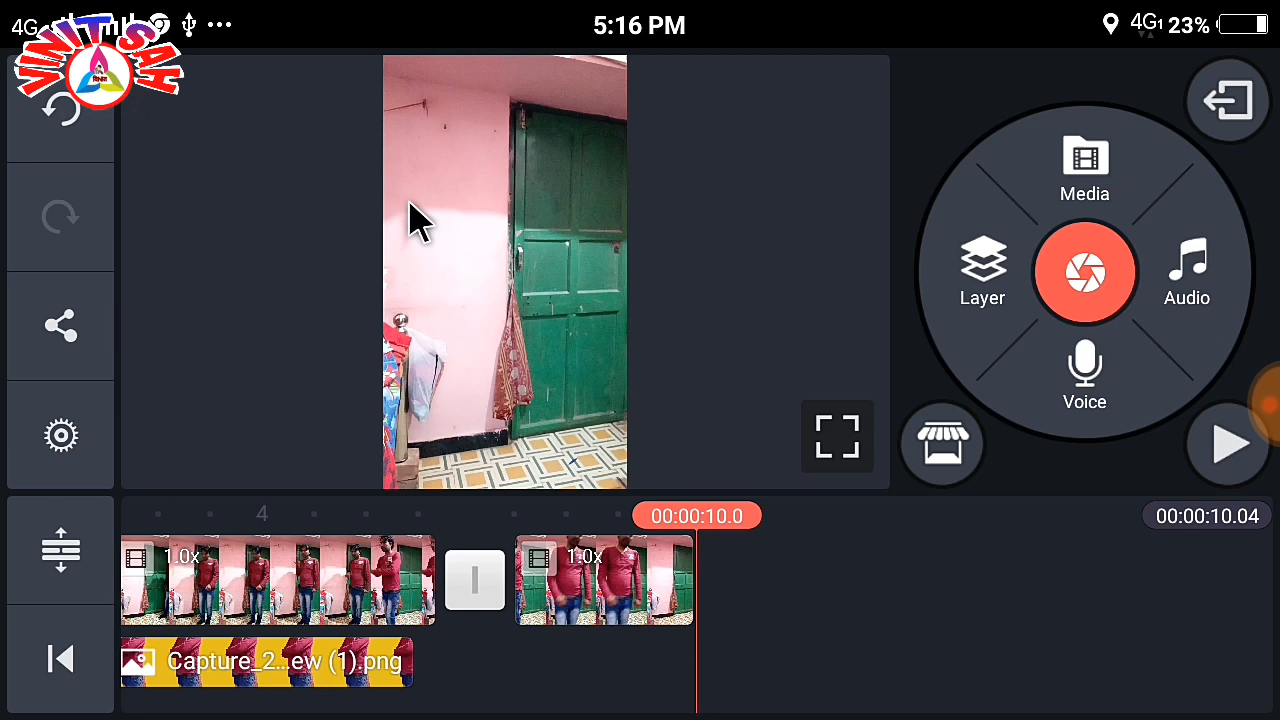 4G
5:16 PM
4G1 23%
VINIT SAH
Media
Layer
Audio
Voice
4
00:00:10.0
00:00:10.04
1.0x
1.0x
Capture_2...ew (1).png